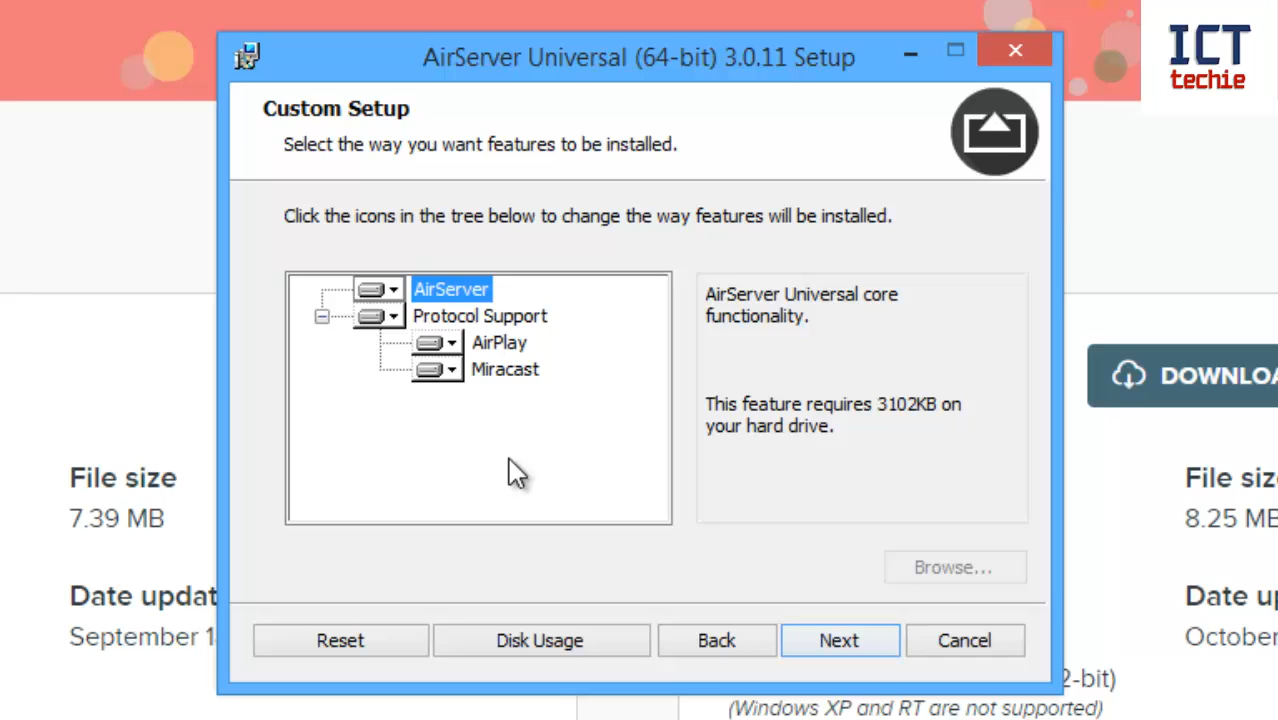 AirServer Universal (64-bit) 3.0.11 Setup
ICT
techie
Custom Setup
Select the way you want features to be installed.
Click the icons in the tree below to change the way features will be installed.
AirServer
Protocol Support
AirPlay
Miracast
AirServer Universal core
functionality.
This feature requires 3102KB on
your hard drive.
Browse...
Reset
Disk Usage
Back
Next
Cancel
File size
7.39 MB
Date updat
September 1
DOWNLOA
File siz
8.25 MB
Date up
October
2-bit)
(Windows XP and RT are not supported)